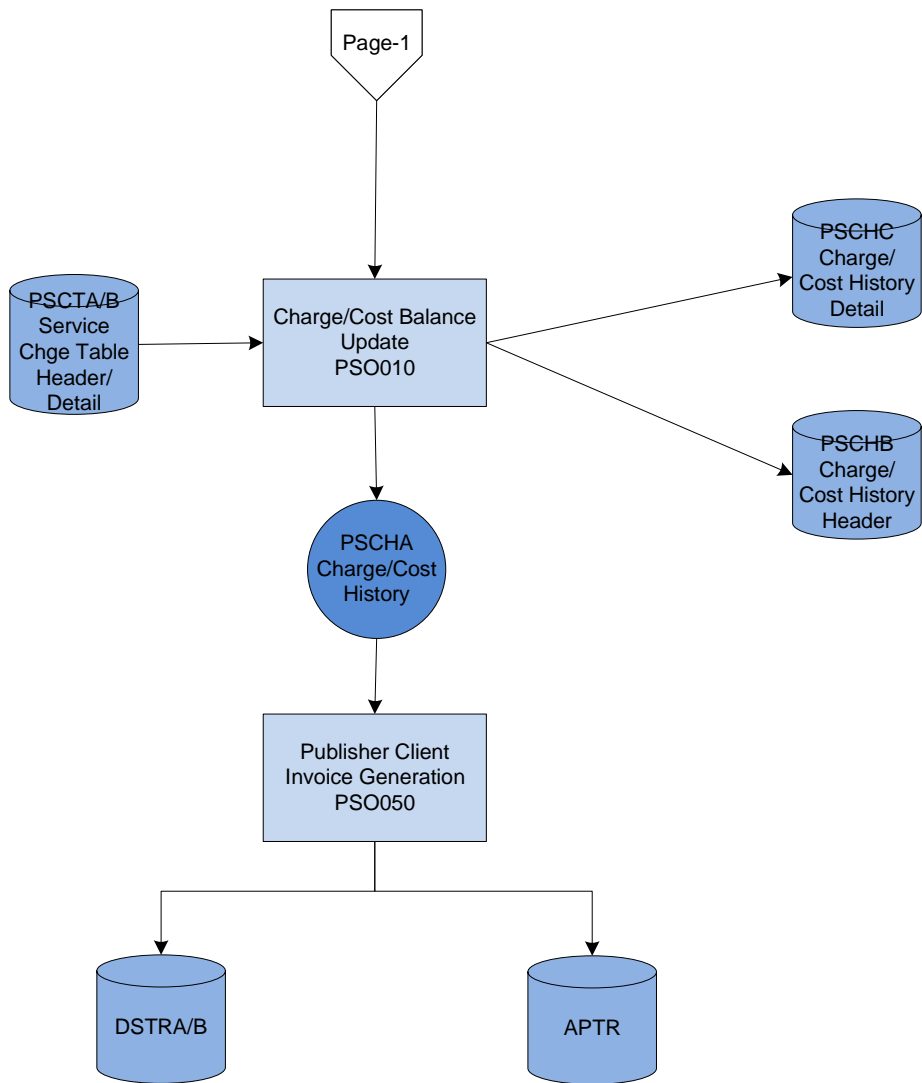 Page-1
PSCHC
Charge/
Cost History
Detail
PSCTA/B
Service
Chge Table
Header/
Detail
Charge/Cost Balance
Update
PSO010
PSCHB
Charge/
Cost History
Header
PSCHA
Charge/Cost
History
Publisher Client
Invoice Generation
PSO050
DSTRA/B
APTR